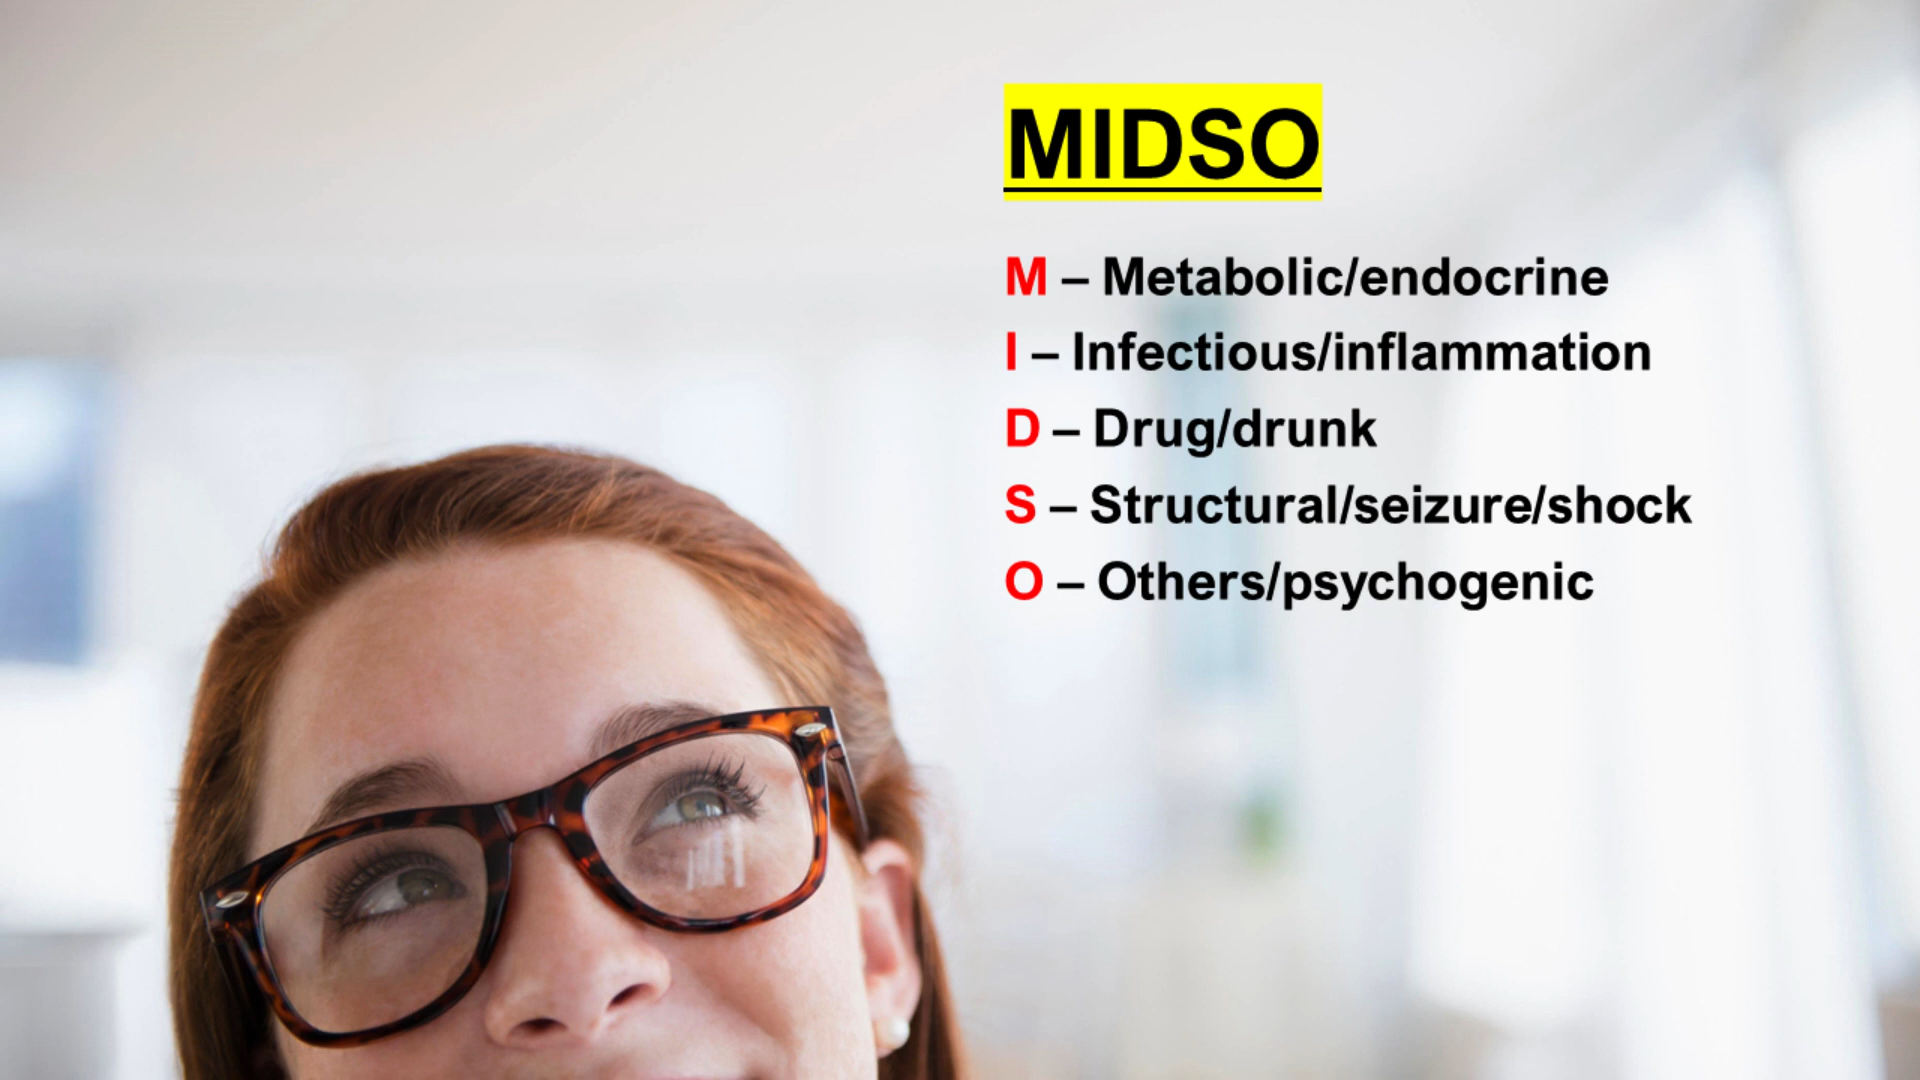 MIDSO
M – Metabolic/endocrine
I – Infectious/inflammation
D – Drug/drunk
S – Structural/seizure/shock
O – Others/psychogenic